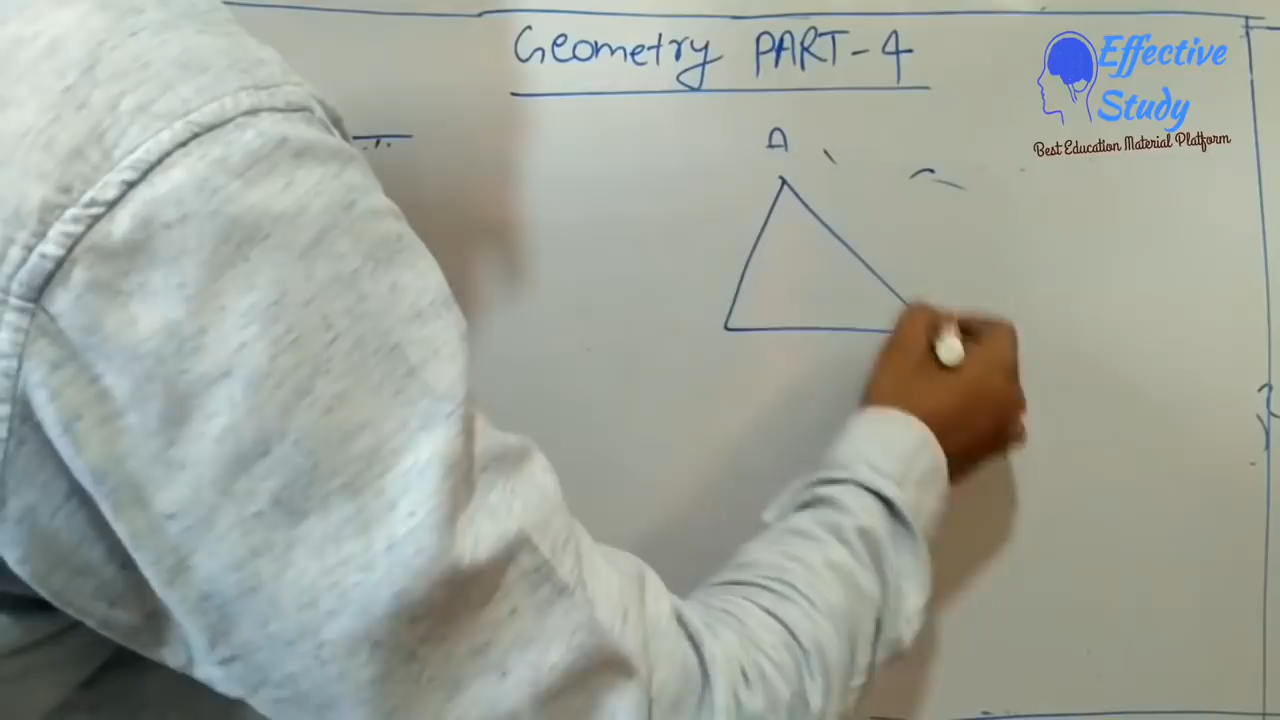 Geometry PART-4
Effective
Study
Best Education Material Platform
A